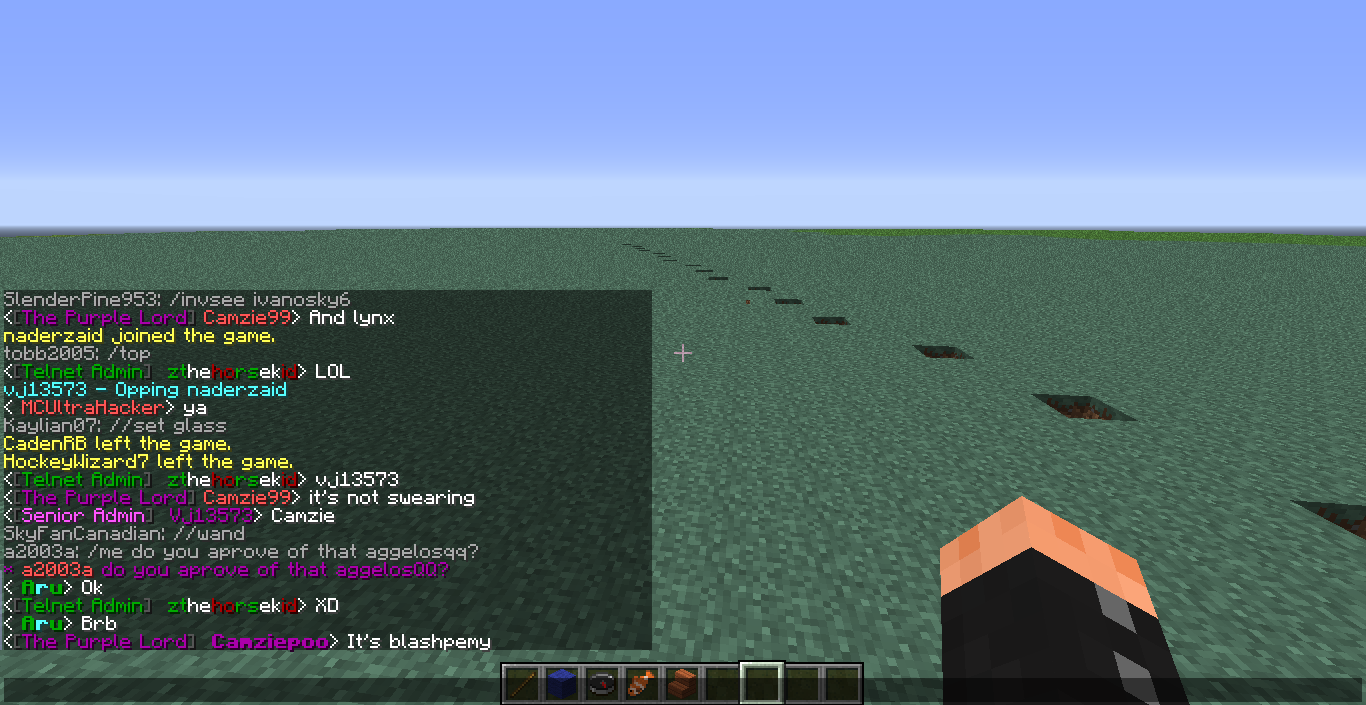 SlenderPine953: /invsee ivanosky6
<[The Purple Lord] Camzie99> And lynx
naderzaid joined the game.
tobb2005: /top
<[Telnet Admin] zthehorsekid> LOL
vj13573 - Opping naderzaid
< MCUltraHacker> ya
Kaylian07: //set glass
CadenRB left the game.
HockeyWizard7 left the game.
<[Telnet Admin] zthehorsekid> vj13573
<[The Purple Lord] Camzie99> it's not swearing
<[Senior Admin] Vj13573> Camzie
SkyFanCanadian: //wand
a2003a: /me do you aprove of that aggelosqq?
* a2003a do you aprove of that aggelosQQ?
< Aru> Ok
<[Telnet Admin] zthehorsekid> XD
< Aru> Brb
<[The Purple Lord] Camziepoo> It's blashpemy